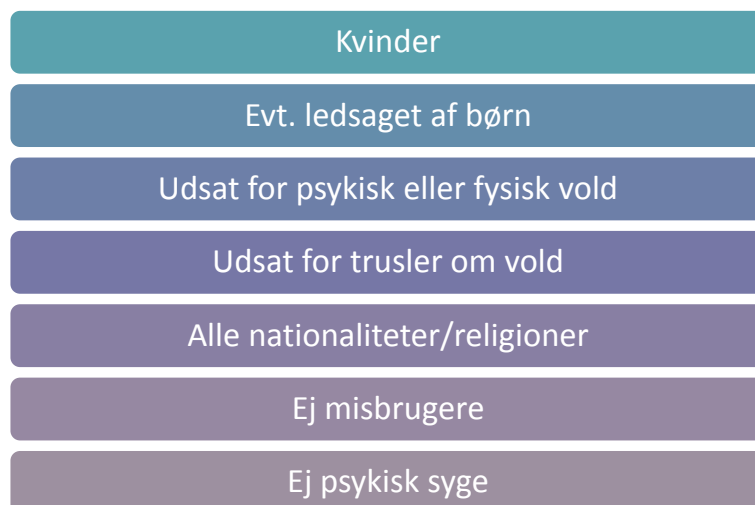 Kvinder
Evt. ledsaget af børn
Udsat for psykisk eller fysisk vold
Udsat for trusler om vold
Alle nationaliteter/religioner
Ej misbrugere
Ej psykisk syge